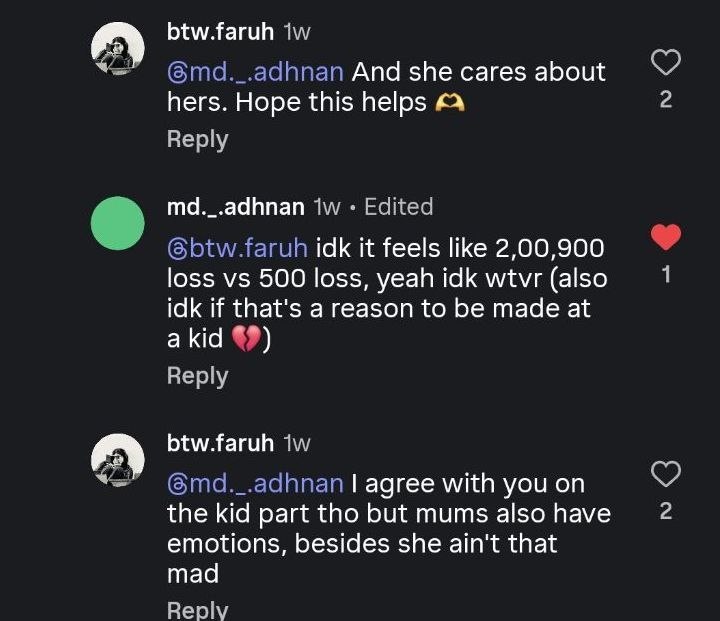 btw.faruh 1w
@md._.adhnan And she cares about
hers. Hope this helps 🫶
2
Reply
md._.adhnan 1w • Edited
@btw.faruh idk it feels like 2,00,900
loss vs 500 loss, yeah idk wtvr (also
idk if that's a reason to be made at
a kid 💔)
1
Reply
btw.faruh 1w
@md._.adhnan I agree with you on
the kid part tho but mums also have
emotions, besides she ain't that
mad
2
Reply